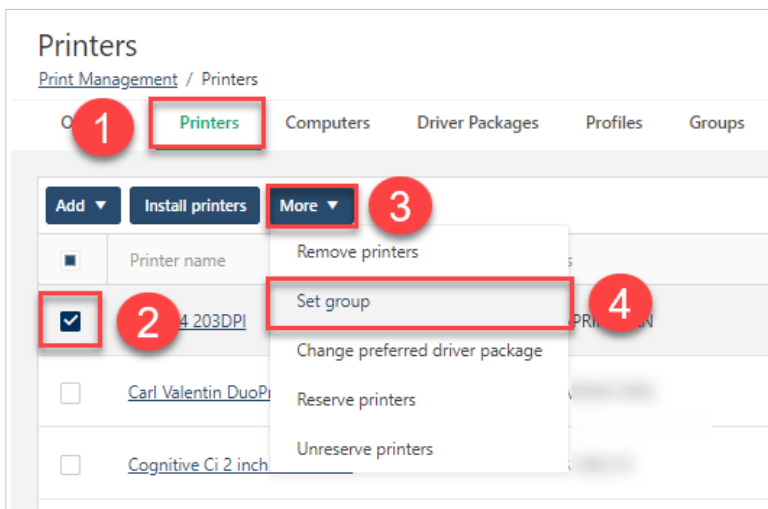 Printers
Print Management / Printers
1 Printers Computers Driver Packages Profiles Groups
Add Install printers More 3
Printer name Remove printers
2 4 203DPI Set group 4
Change preferred driver package
Carl Valentin Reserve printers
Unreserve printers
Cognitive Ci 2 inch